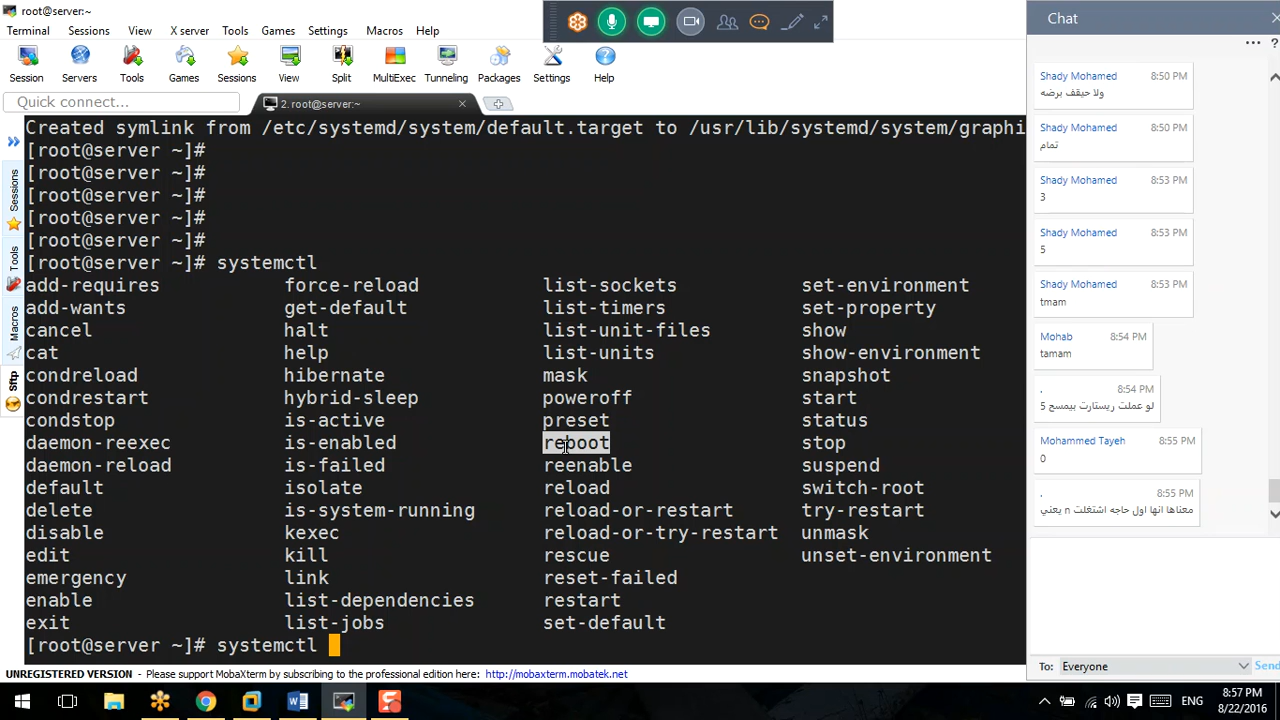 root@server:~
Terminal Sessions View X server Tools Games Settings Macros Help
Session Servers Tools Games Sessions View Split MultiExec Tunneling Packages Settings Help
Quick connect...
2. root@server:~
Sessions
Tools
Macros
Sftp
Created symlink from /etc/systemd/system/default.target to /usr/lib/systemd/system/graphi
[root@server ~]#
[root@server ~]#
[root@server ~]#
[root@server ~]#
[root@server ~]#
[root@server ~]# systemctl
add-requires force-reload list-sockets set-environment
add-wants get-default list-timers set-property
cancel halt list-unit-files show
cat help list-units show-environment
condreload hibernate mask snapshot
condrestart hybrid-sleep poweroff start
condstop is-active preset status
daemon-reexec is-enabled reboot stop
daemon-reload is-failed reenable suspend
default isolate reload switch-root
delete is-system-running reload-or-restart try-restart
disable kexec reload-or-try-restart unmask
edit kill rescue unset-environment
emergency link reset-failed
enable list-dependencies restart
exit list-jobs set-default
[root@server ~]# systemctl
UNREGISTERED VERSION - Please support MobaXterm by subscribing to the professional edition here: http://mobaxterm.mobatek.net
Chat
Shady Mohamed 8:50 PM
ولا حيقف برضه
Shady Mohamed 8:50 PM
تمام
Shady Mohamed 8:53 PM
3
Shady Mohamed 8:53 PM
5
Shady Mohamed 8:53 PM
tmam
Mohab 8:54 PM
tamam
. 8:54 PM
لو عملت ريستارت بيمسح 5
Mohammed Tayeh 8:55 PM
0
. 8:55 PM
معناها انها اول حاجه اشتغلت n يعني
To: Everyone Send
ENG
8:57 PM
8/22/2016